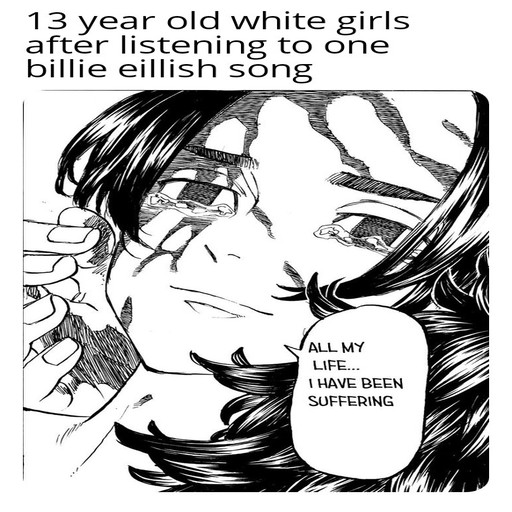 13 year old white girls
after listening to one
billie eillish song
ALL MY
LIFE...
I HAVE BEEN
SUFFERING